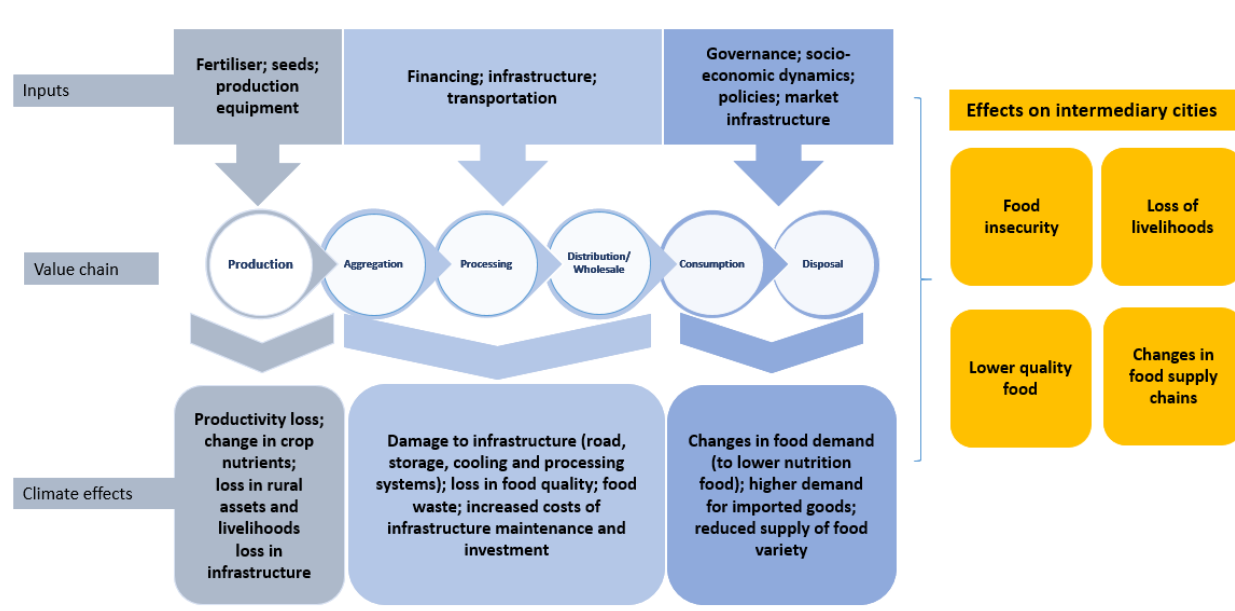 Inputs
Fertiliser; seeds;
production
equipment
Financing; infrastructure;
transportation
Governance; socio-
economic dynamics;
policies; market
infrastructure
Value chain
Production
Aggregation
Processing
Distribution/
Wholesale
Consumption
Disposal
Climate effects
Productivity loss;
change in crop
nutrients;
loss in rural
assets and
livelihoods
loss in
infrastructure
Damage to infrastructure (road,
storage, cooling and processing
systems); loss in food quality; food
waste; increased costs of
infrastructure maintenance and
investment
Changes in food demand
(to lower nutrition
food); higher demand
for imported goods;
reduced supply of food
variety
Effects on intermediary cities
Food
insecurity
Loss of
livelihoods
Lower quality
food
Changes in
food supply
chains